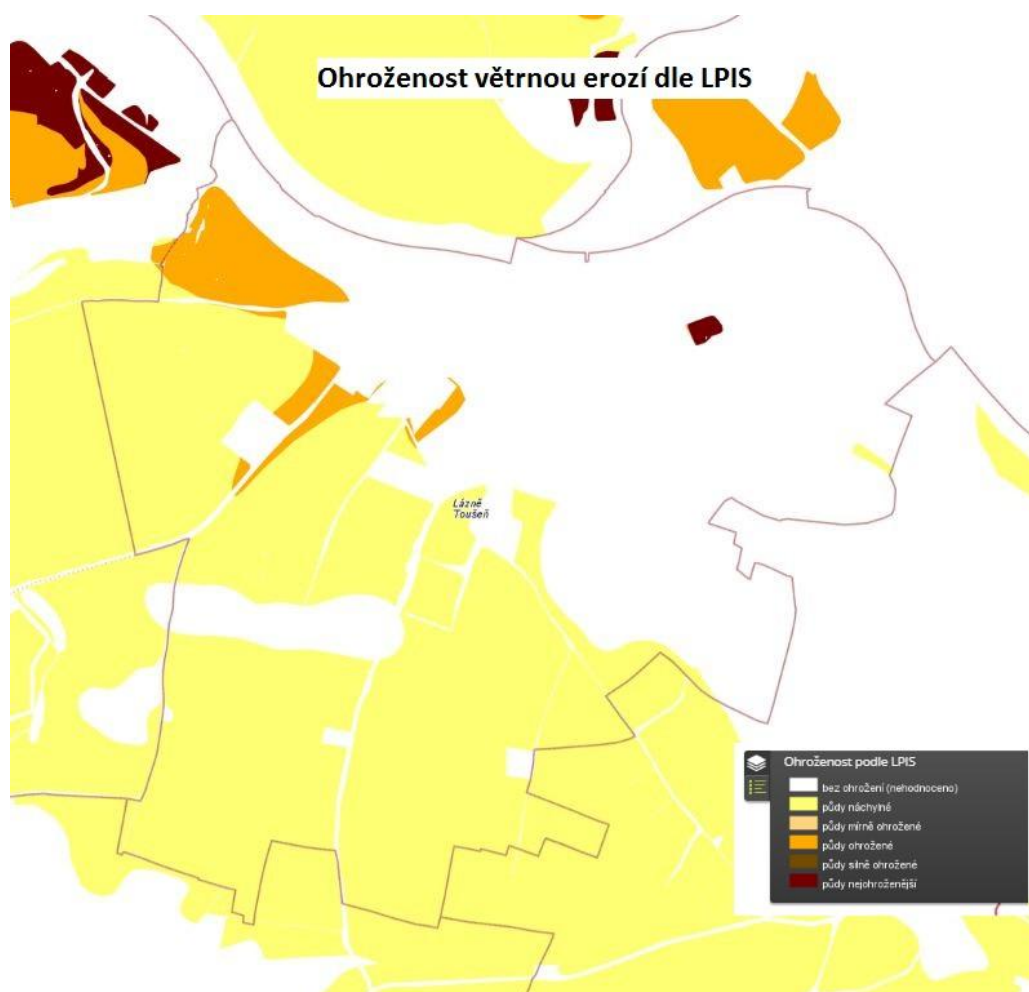 Ohroženost větrnou erozí dle LPIS
Lázně
Toušeň
Ohroženost podle LPIS
bez ohrožení (nehodnoceno)
půdy náchylné
půdy mírně ohrožené
půdy ohrožené
půdy silně ohrožené
půdy nejohroženější